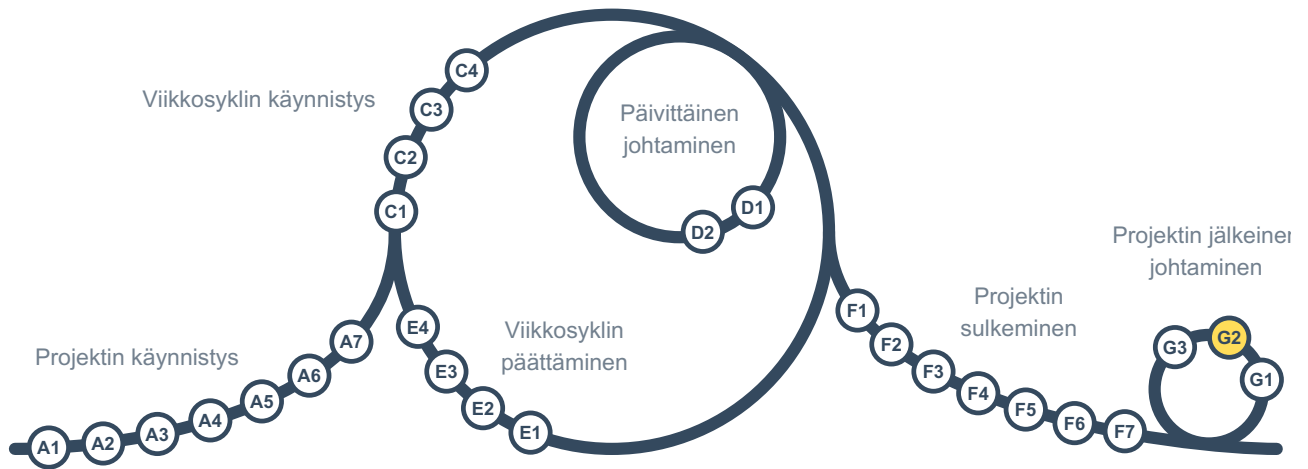 Viikkosyklin käynnistys
C4
C3
C2
C1
Päivittäinen
johtaminen
D1
D2
Projektin käynnistys
A1
A2
A3
A4
A5
A6
A7
Viikkosyklin
päättäminen
E4
E3
E2
E1
Projektin
sulkeminen
F1
F2
F3
F4
F5
F6
F7
Projektin jälkeinen
johtaminen
G3
G2
G1